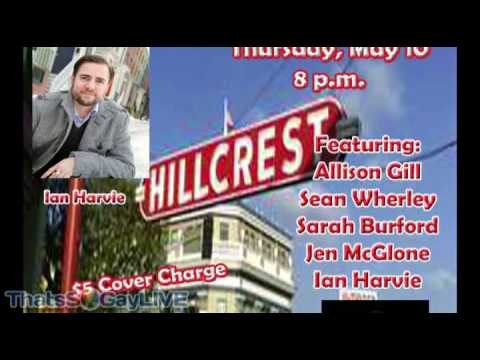 Thursday, May 10
8 p.m.
HILLCREST
Ian Harvie
Featuring:
Allison Gill
Sean Wherley
Sarah Burford
Jen McGlone
Ian Harvie
$5 Cover Charge
ThatsSoGayLIVE